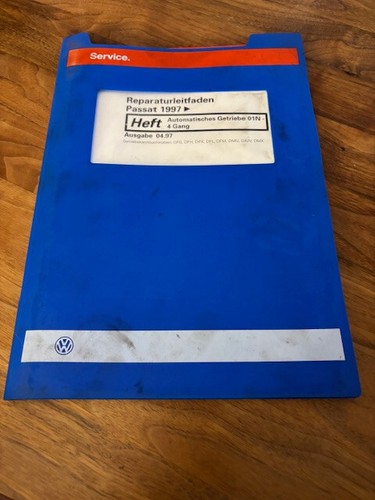 Service.
Reparaturleitfaden
Passat 1997 ►
Heft Automatisches Getriebe 01N -
4 Gang
Ausgabe 04.97